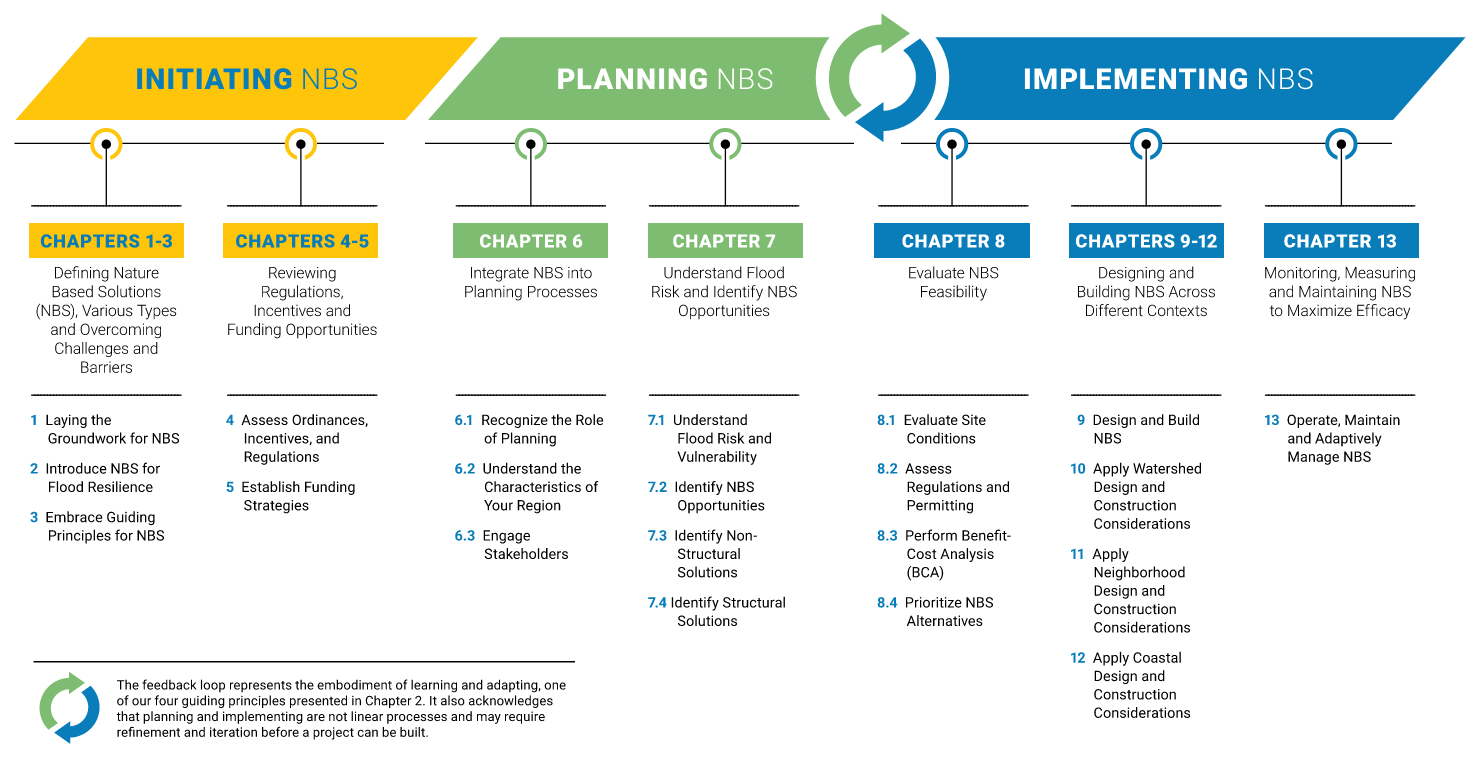 INITIATING NBS
PLANNING NBS
IMPLEMENTING NBS
CHAPTERS 1-3
Defining Nature
Based Solutions
(NBS), Various Types
and Overcoming
Challenges and
Barriers
1 Laying the
Groundwork for NBS
2 Introduce NBS for
Flood Resilience
3 Embrace Guiding
Principles for NBS
CHAPTERS 4-5
Reviewing
Regulations,
Incentives and
Funding Opportunities
4 Assess Ordinances,
Incentives, and
Regulations
5 Establish Funding
Strategies
CHAPTER 6
Integrate NBS into
Planning Processes
6.1 Recognize the Role
of Planning
6.2 Understand the
Characteristics of
Your Region
6.3 Engage
Stakeholders
CHAPTER 7
Understand Flood
Risk and Identify NBS
Opportunities
7.1 Understand
Flood Risk and
Vulnerability
7.2 Identify NBS
Opportunities
7.3 Identify Non-
Structural
Solutions
7.4 Identify Structural
Solutions
CHAPTER 8
Evaluate NBS
Feasibility
8.1 Evaluate Site
Conditions
8.2 Assess
Regulations and
Permitting
8.3 Perform Benefit-
Cost Analysis
(BCA)
8.4 Prioritize NBS
Alternatives
CHAPTERS 9-12
Designing and
Building NBS Across
Different Contexts
9 Design and Build
NBS
10 Apply Watershed
Design and
Construction
Considerations
11 Apply
Neighborhood
Design and
Construction
Considerations
12 Apply Coastal
Design and
Construction
Considerations
CHAPTER 13
Monitoring, Measuring
and Maintaining NBS
to Maximize Efficacy
13 Operate, Maintain
and Adaptively
Manage NBS
The feedback loop represents the embodiment of learning and adapting, one
of our four guiding principles presented in Chapter 2. It also acknowledges
that planning and implementing are not linear processes and may require
refinement and iteration before a project can be built.